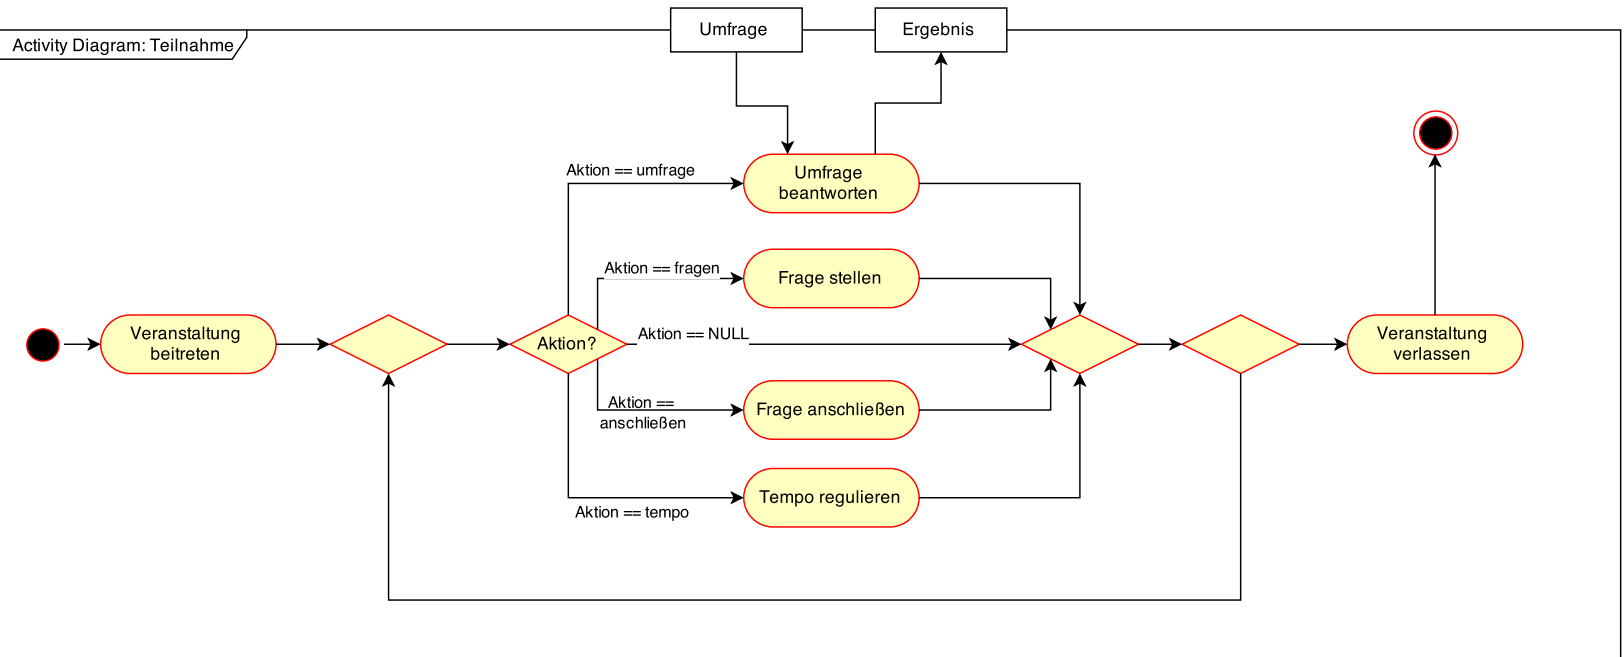 Umfrage
Ergebnis
Activity Diagram: Teilnahme
Aktion == umfrage
Umfrage
beantworten
Aktion == fragen
Frage stellen
Veranstaltung
beitreten
Aktion?
Aktion == NULL
Veranstaltung
verlassen
Aktion ==
anschließen
Frage anschließen
Tempo regulieren
Aktion == tempo